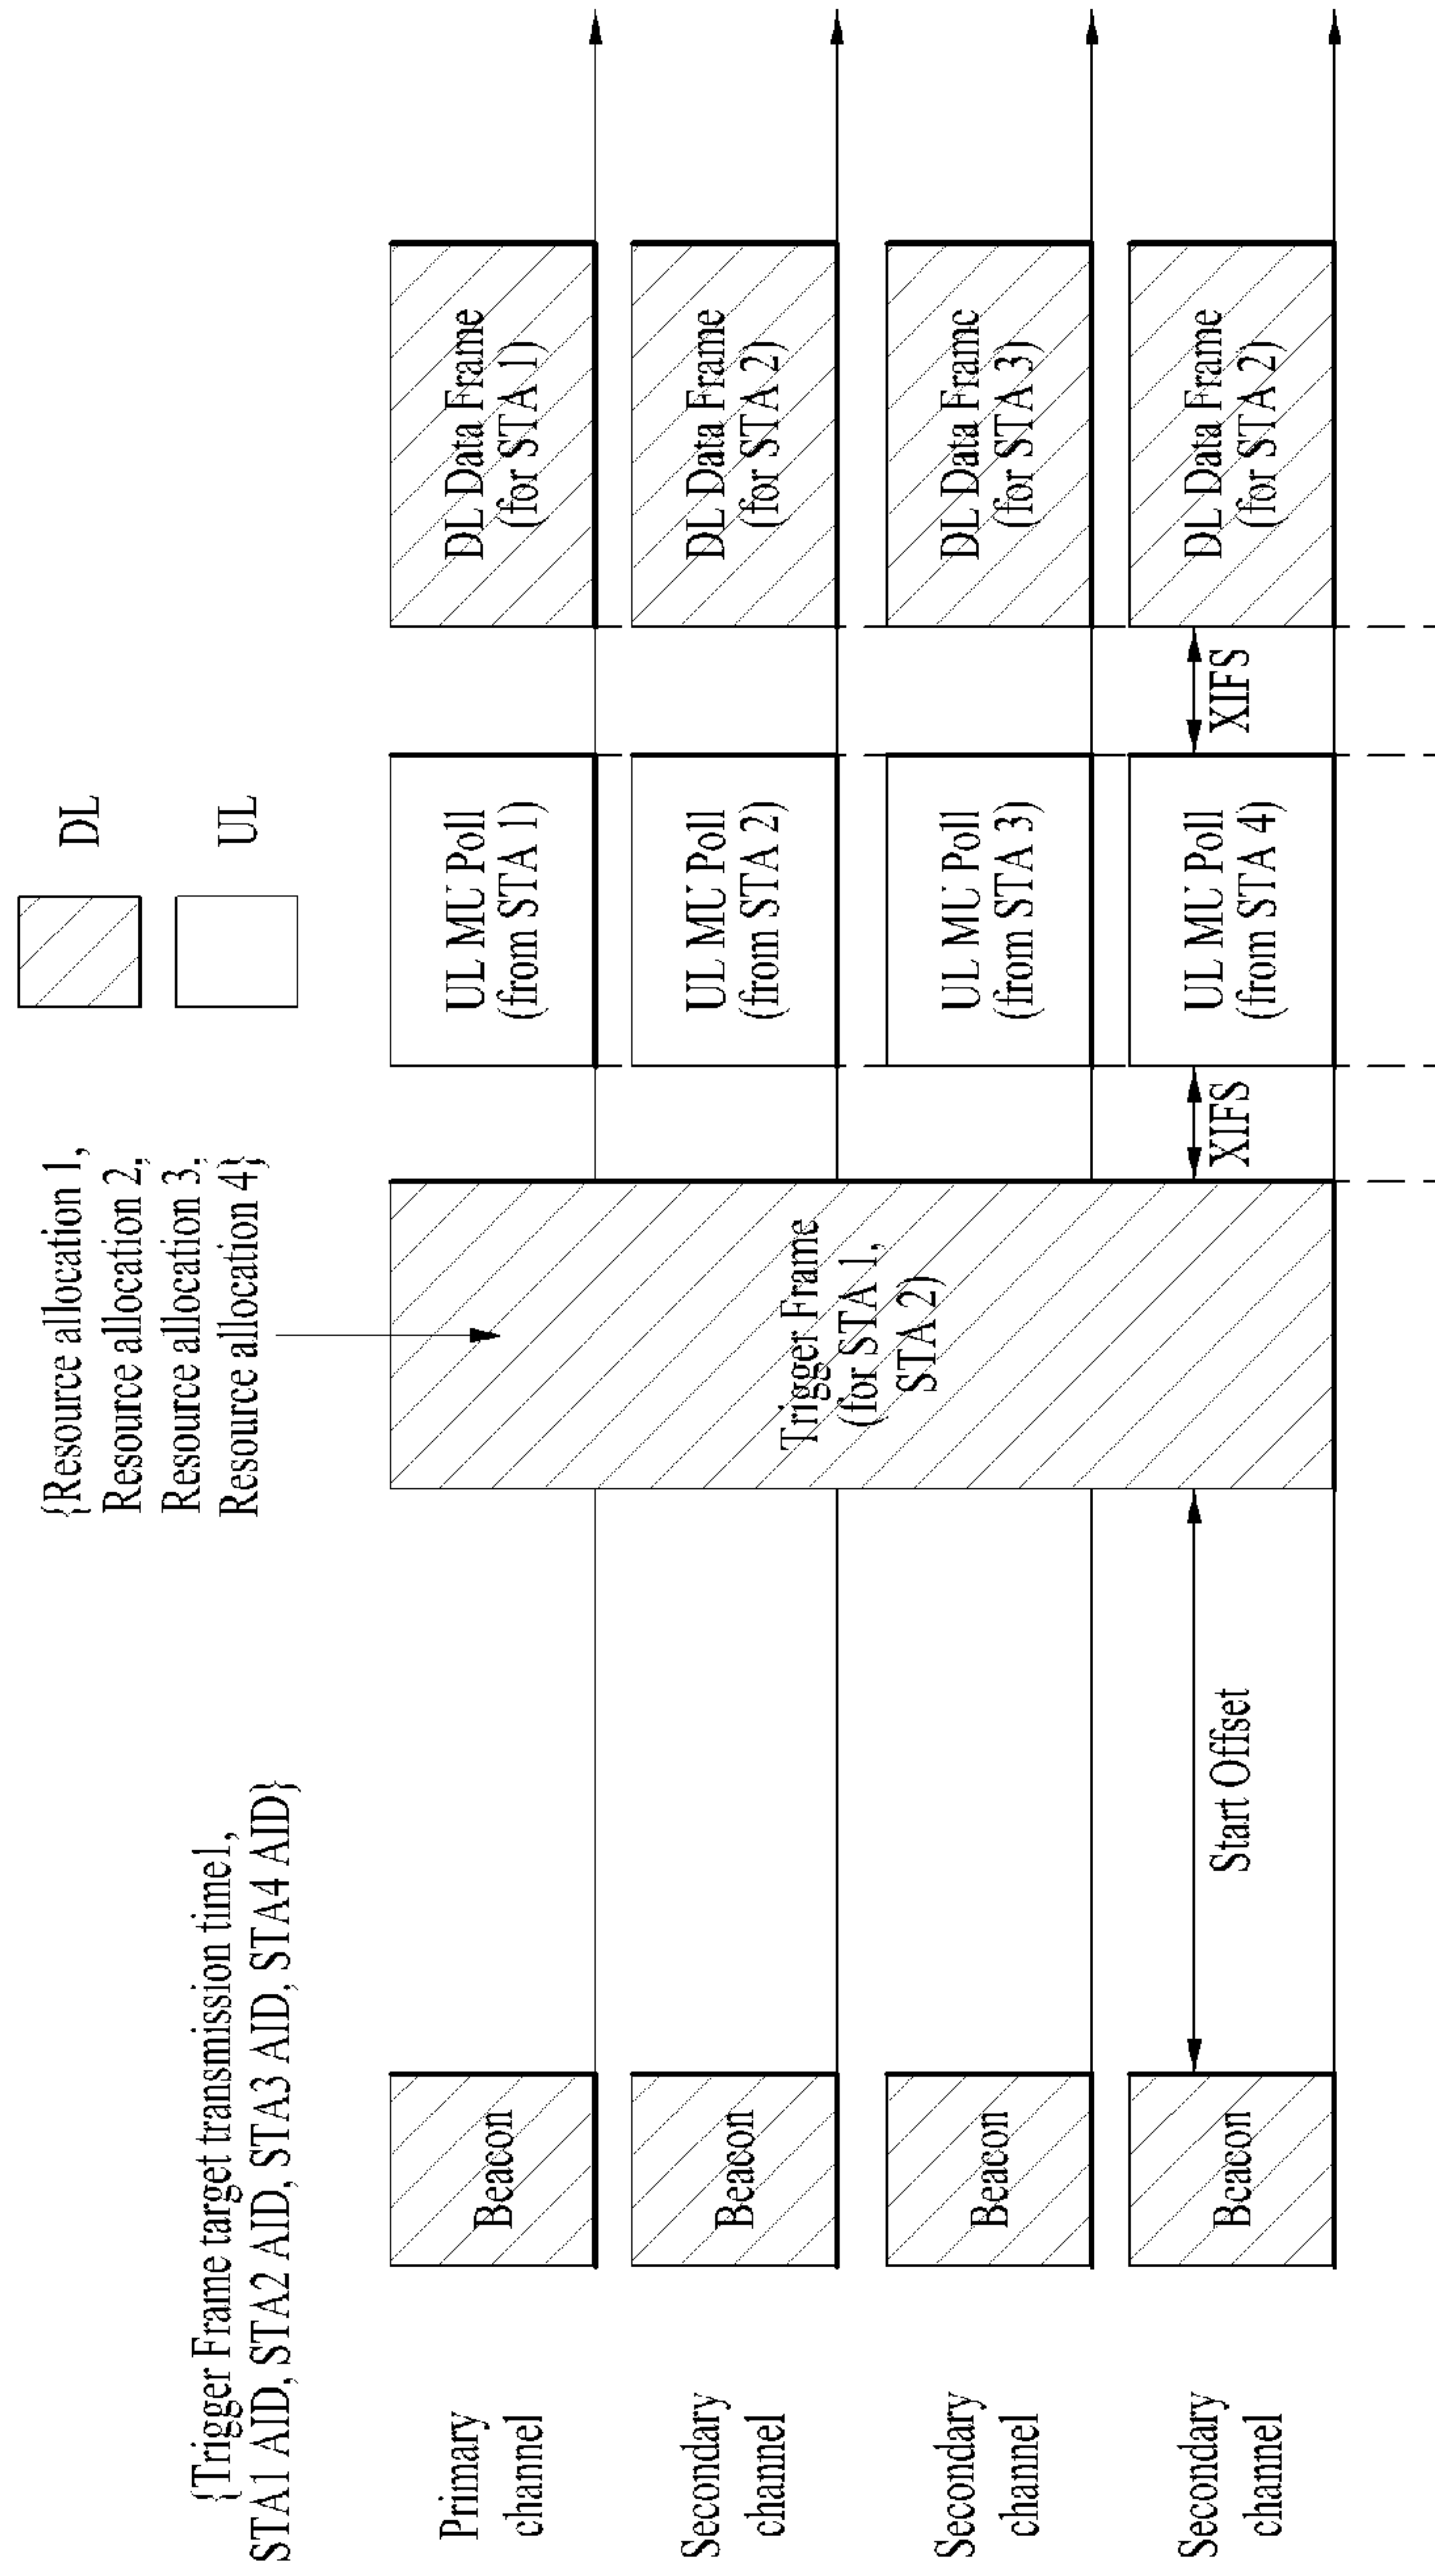 {Trigger Frame target transmission time1,
STA1 AID, STA2 AID, STA3 AID, STA4 AID}
{Resource allocation 1,
Resource allocation 2,
Resource allocation 3,
Resource allocation 4}
DL
UL
Primary
channel
Beacon
Trigger Frame
(for STA 1,
STA 2)
UL MU Poll
(from STA 1)
DL Data Frame
(for STA 1)
Secondary
channel
Beacon
UL MU Poll
(from STA 2)
DL Data Frame
(for STA 2)
Secondary
channel
Beacon
UL MU Poll
(from STA 3)
DL Data Frame
(for STA 3)
Secondary
channel
Beacon
Start Offset
XIFS
UL MU Poll
(from STA 4)
XIFS
DL Data Frame
(for STA 2)